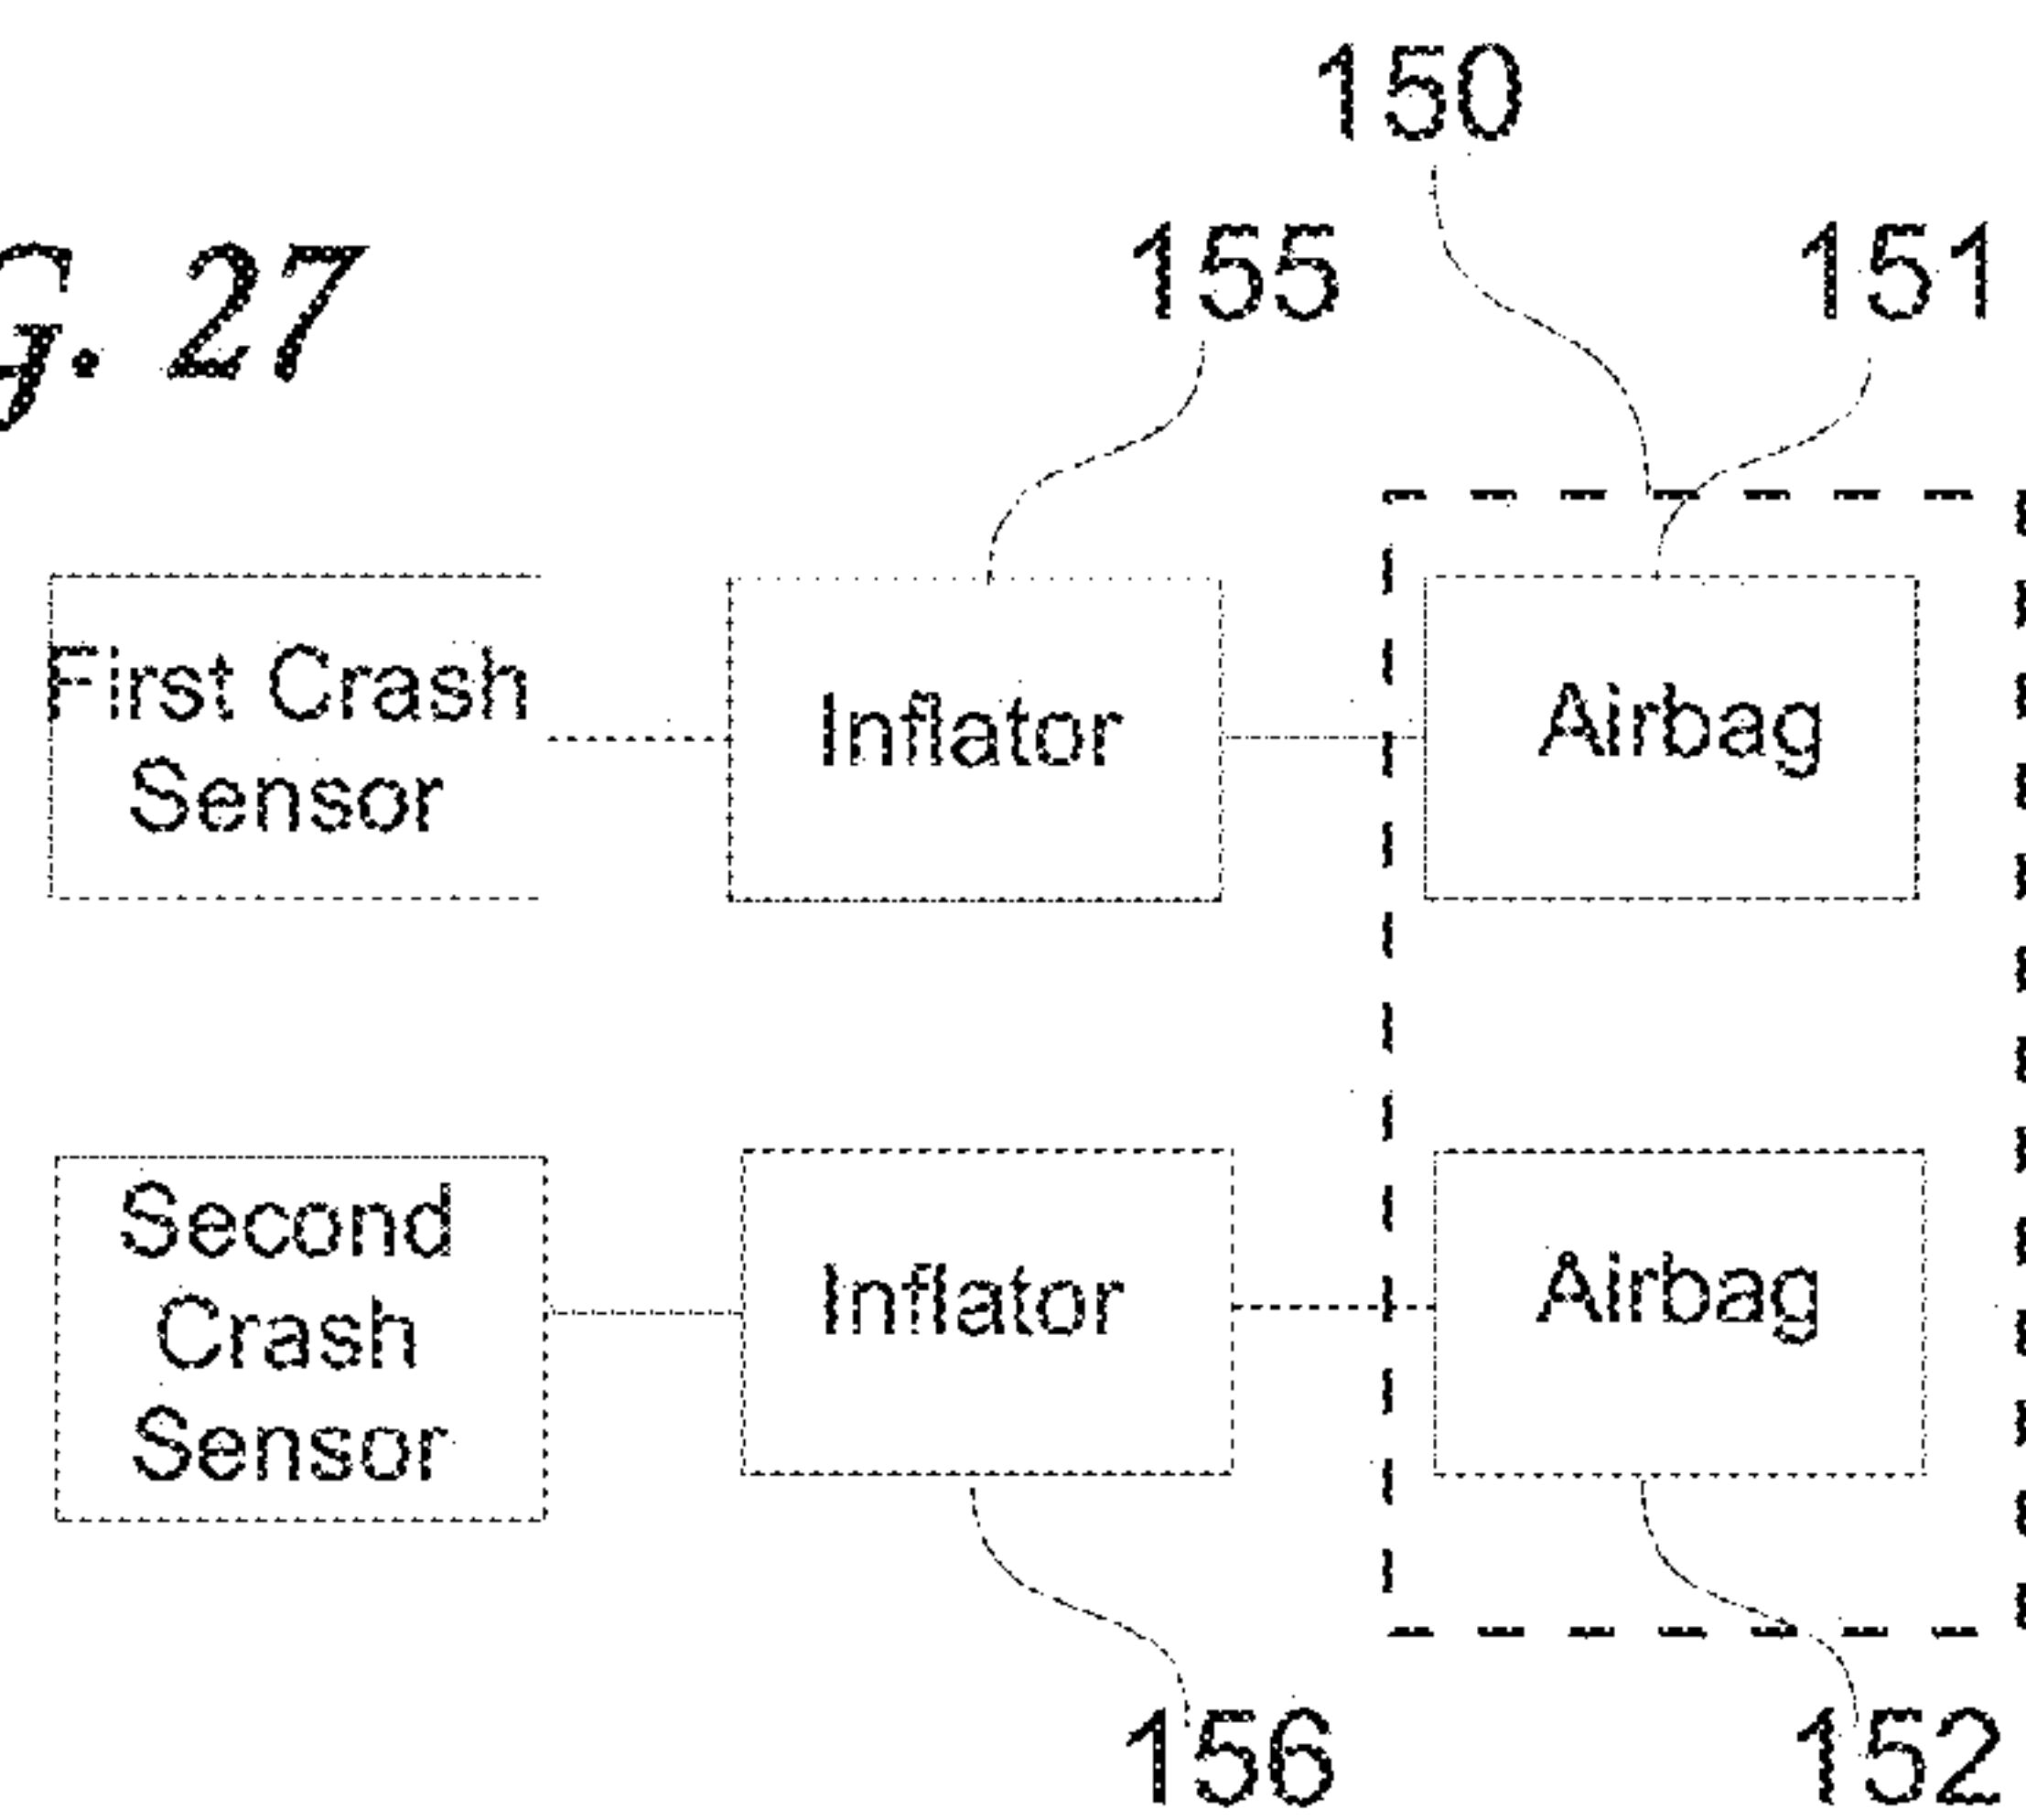 150
155
151
G. 27
First Crash
Sensor
Inflator
Airbag
Second
Crash
Sensor
Inflator
Airbag
156
152